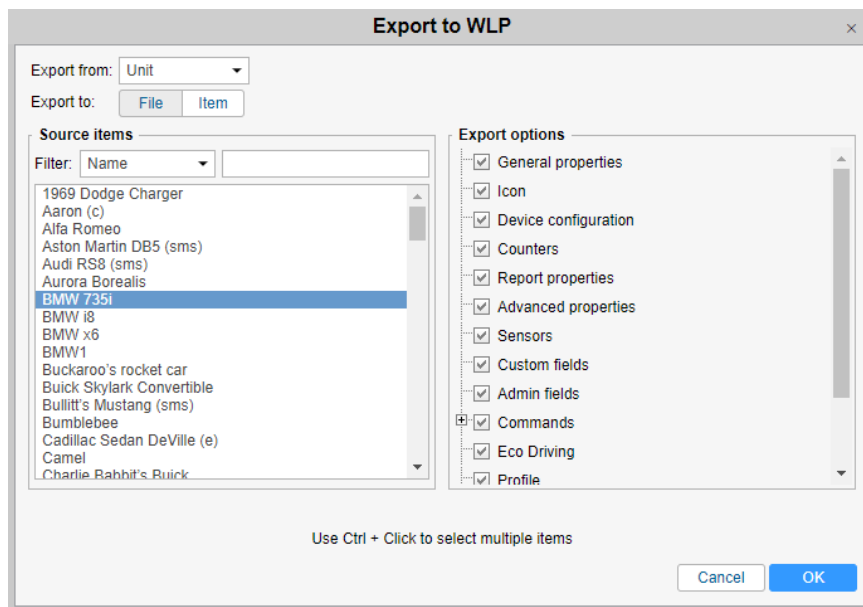 Export to WLP
Export from: Unit
Export to: File Item
Source items
Filter: Name
1969 Dodge Charger
Aaron (c)
Alfa Romeo
Aston Martin DB5 (sms)
Audi RS8 (sms)
Aurora Borealis
BMW 735i
BMW i8
BMW x6
BMW1
Buckaroo's rocket car
Buick Skylark Convertible
Bullitt's Mustang (sms)
Bumblebee
Cadillac Sedan DeVille (e)
Camel
Charlie Babbit's Buick
Export options
General properties
Icon
Device configuration
Counters
Report properties
Advanced properties
Sensors
Custom fields
Admin fields
Commands
Eco Driving
Profile
Use Ctrl + Click to select multiple items
Cancel OK